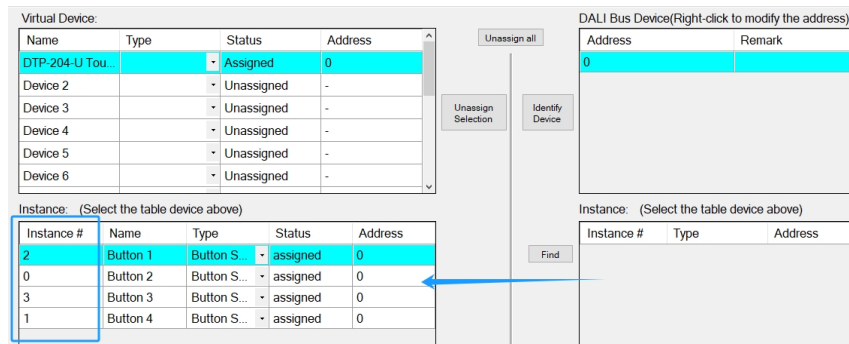 Virtual Device:
DALI Bus Device(Right-click to modify the address)
Name Type Status Address
Unassign all
Address Remark
DTP-204-U Tou... Assigned 0
0
Device 2 Unassigned -
Device 3 Unassigned -
Unassign Selection
Identify Device
Device 4 Unassigned -
Device 5 Unassigned -
Device 6 Unassigned -
Instance: (Select the table device above)
Instance: (Select the table device above)
Instance # Name Type Status Address
Instance # Type Address
2 Button 1 Button S... assigned 0
Find
0 Button 2 Button S... assigned 0
3 Button 3 Button S... assigned 0
1 Button 4 Button S... assigned 0